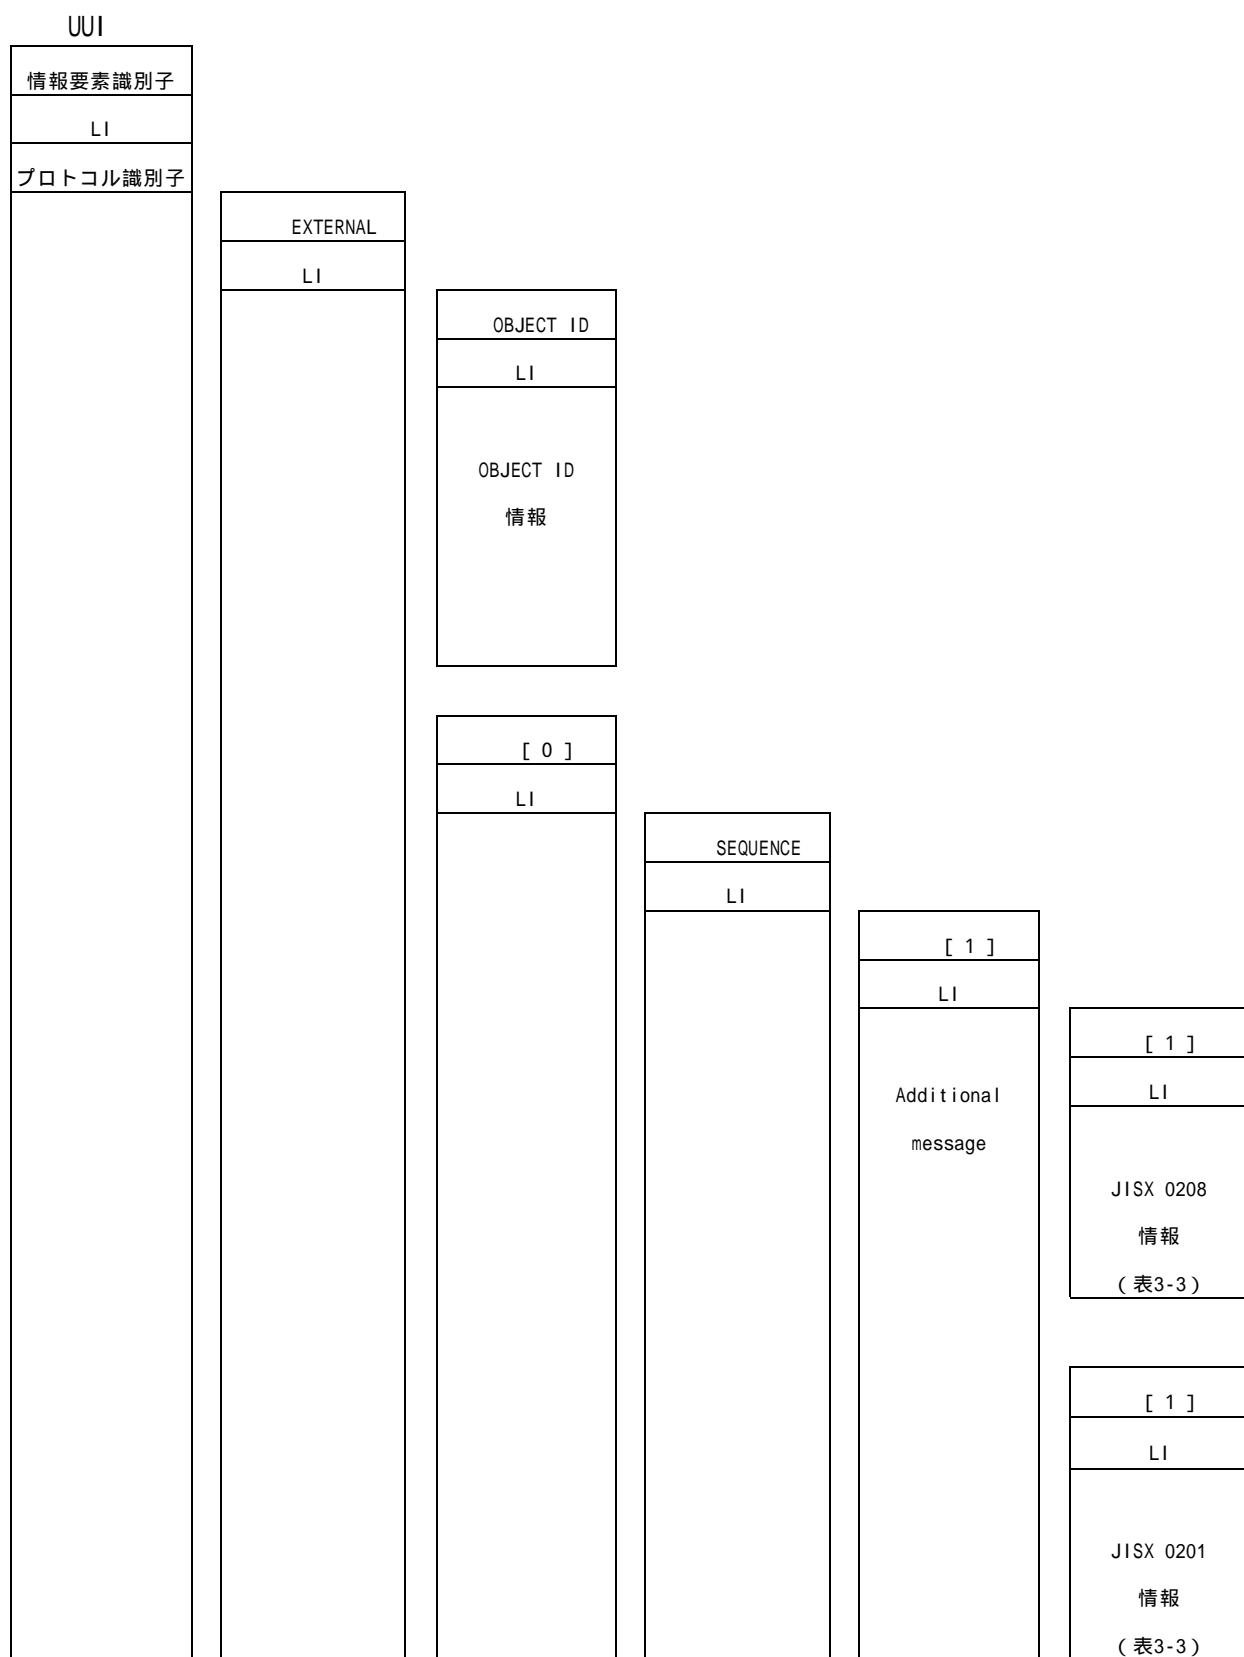 UUI
情報要素識別子
LI
プロトコル識別子
EXTERNAL
LI
OBJECT ID
LI
OBJECT ID
情報
[ 0 ]
LI
SEQUENCE
LI
[ 1 ]
LI
Additional
message
[ 1 ]
LI
JISX 0208
情報
(表3-3)
[ 1 ]
LI
JISX 0201
情報
(表3-3)